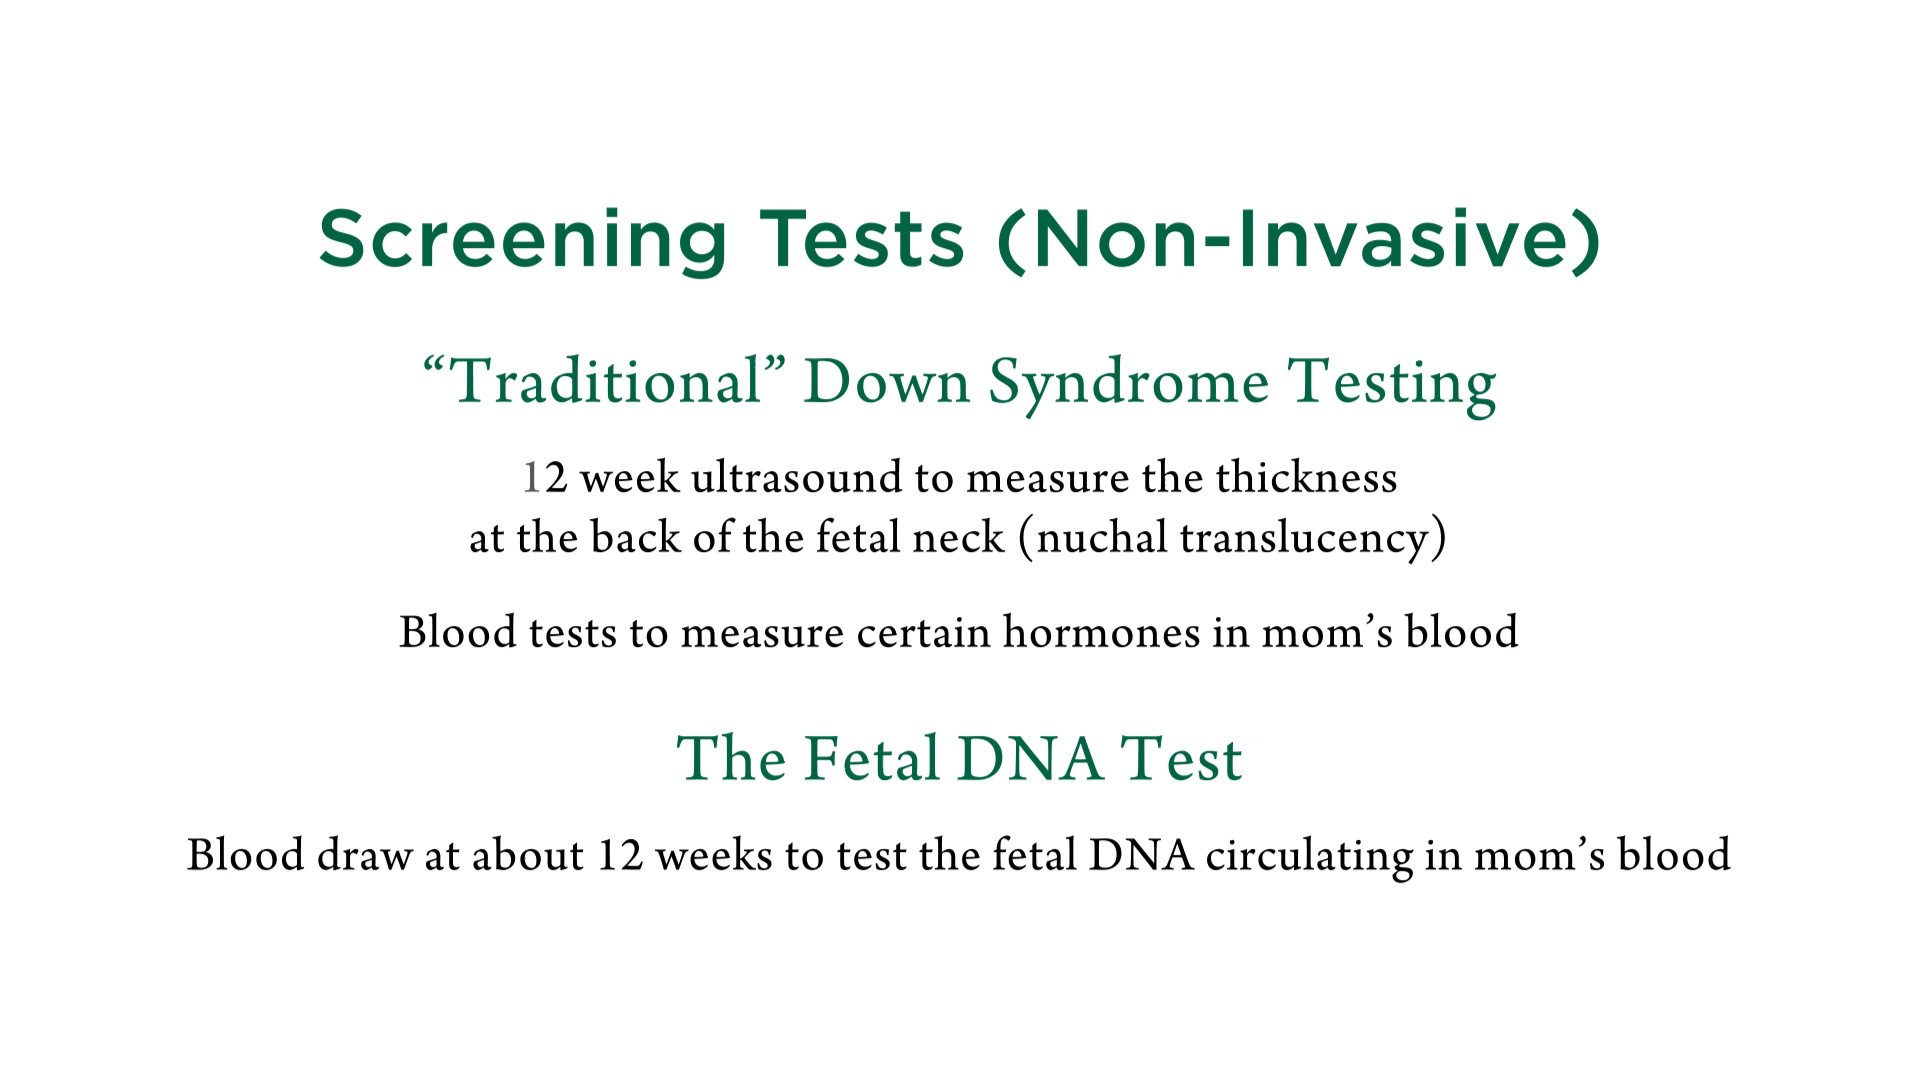 Screening Tests (Non-Invasive)
“Traditional” Down Syndrome Testing
12 week ultrasound to measure the thickness
at the back of the fetal neck (nuchal translucency)
Blood tests to measure certain hormones in mom’s blood
The Fetal DNA Test
Blood draw at about 12 weeks to test the fetal DNA circulating in mom’s blood